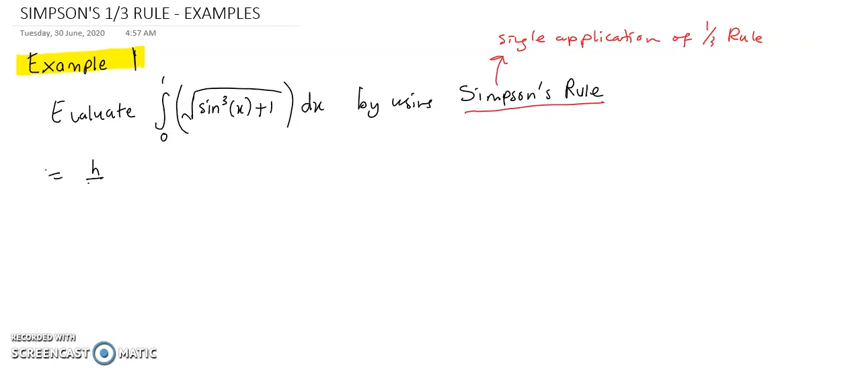 SIMPSON'S 1/3 RULE - EXAMPLES
Tuesday, 30 June, 2020 4:57 AM
single application of 1/3 Rule
Example 1
Evaluate ∫₀¹ (√(sin³(x)+1)) dx by using Simpson's Rule
= h
RECORDED WITH
SCREENCAST MATIC